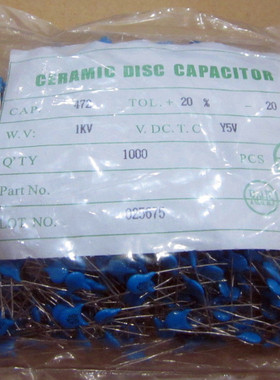 CERAMIC DISC CAPACITOR
CAP. 472 TOL. + 20 % - 20
W.V: 1KV V.DC.T.C Y5V
Q'TY 1000 PCS
Part No.
LOT NO. 025675